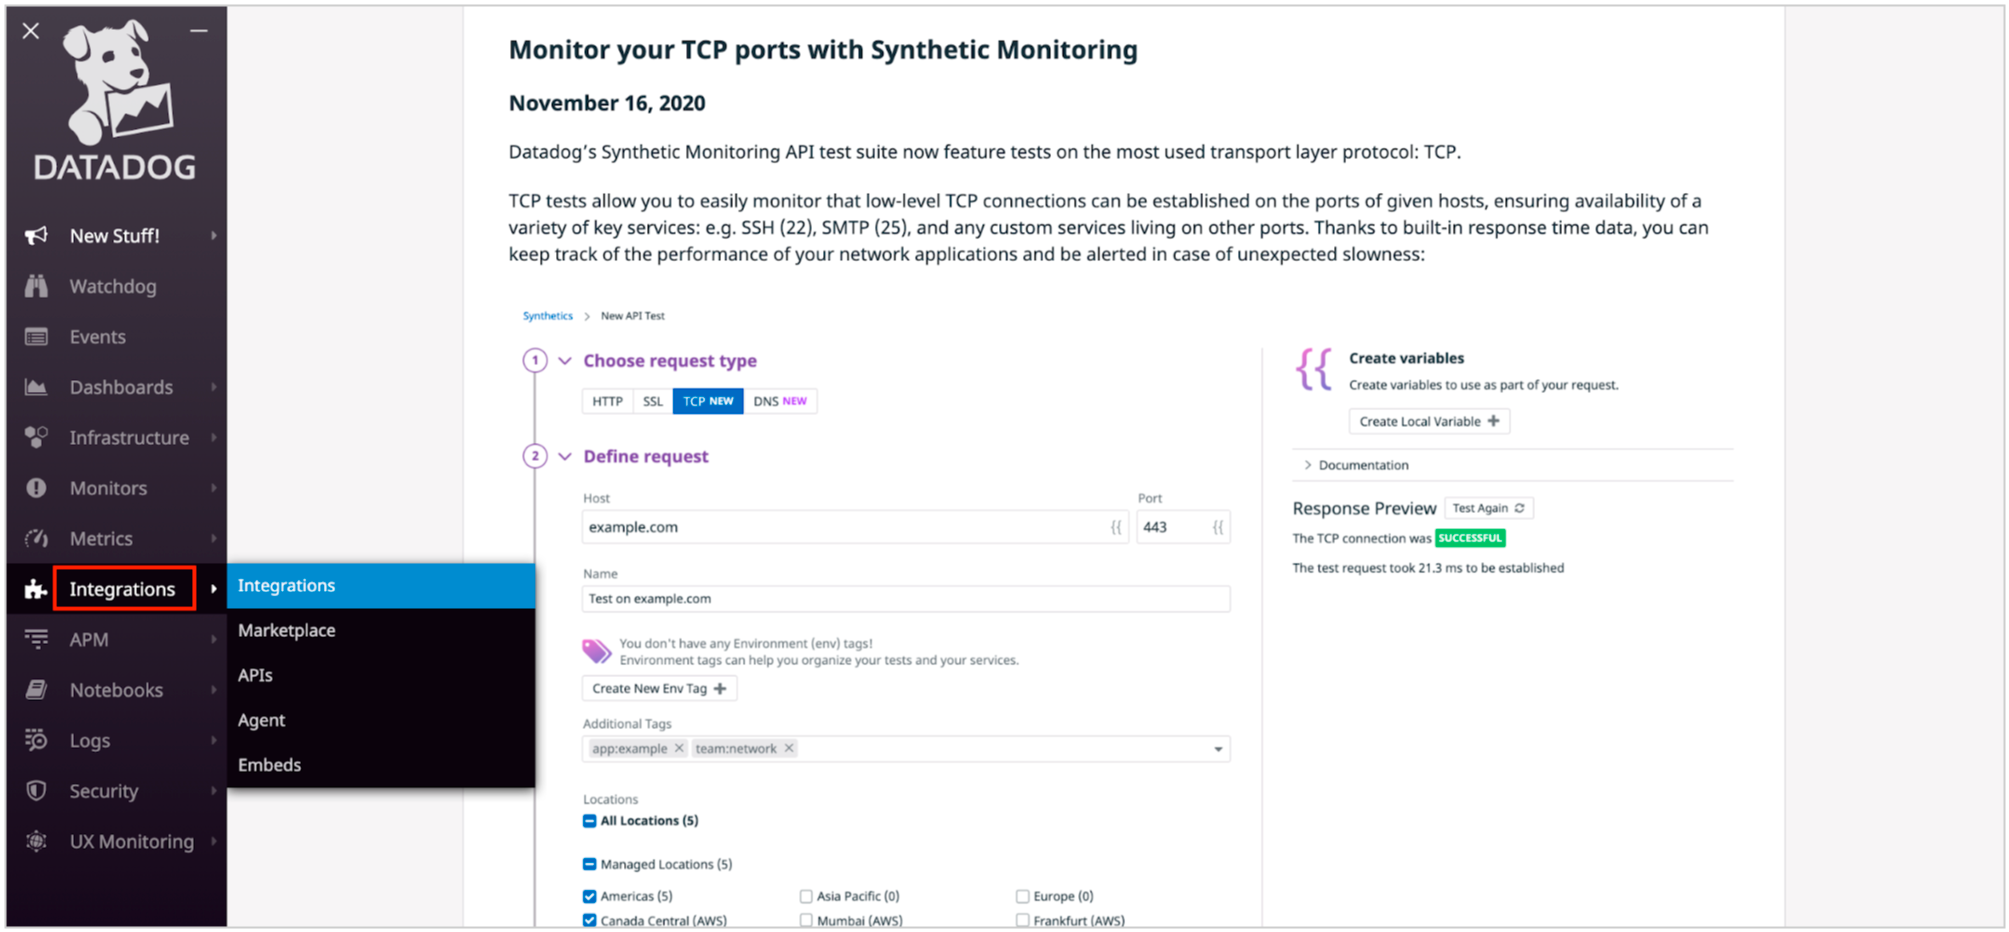 DATADOG
New Stuff!
Watchdog
Events
Dashboards
Infrastructure
Monitors
Metrics
Integrations
APM
Notebooks
Logs
Security
UX Monitoring
Integrations
Marketplace
APIs
Agent
Embeds
Monitor your TCP ports with Synthetic Monitoring
November 16, 2020
Datadog's Synthetic Monitoring API test suite now feature tests on the most used transport layer protocol: TCP.
TCP tests allow you to easily monitor that low-level TCP connections can be established on the ports of given hosts, ensuring availability of a
variety of key services: e.g. SSH (22), SMTP (25), and any custom services living on other ports. Thanks to built-in response time data, you can
keep track of the performance of your network applications and be alerted in case of unexpected slowness:
Synthetics > New API Test
1 Choose request type
HTTP SSL TCP NEW DNS NEW
2 Define request
Host Port
example.com {{ 443 {{
Name
Test on example.com
You don't have any Environment (env) tags!
Environment tags can help you organize your tests and your services.
Create New Env Tag +
Additional Tags
app:example × team:network ×
Locations
All Locations (5)
Managed Locations (5)
Americas (5) Asia Pacific (0) Europe (0)
Canada Central (AWS) Mumbai (AWS) Frankfurt (AWS)
{{ Create variables
Create variables to use as part of your request.
Create Local Variable +
> Documentation
Response Preview Test Again
The TCP connection was SUCCESSFUL
The test request took 21.3 ms to be established